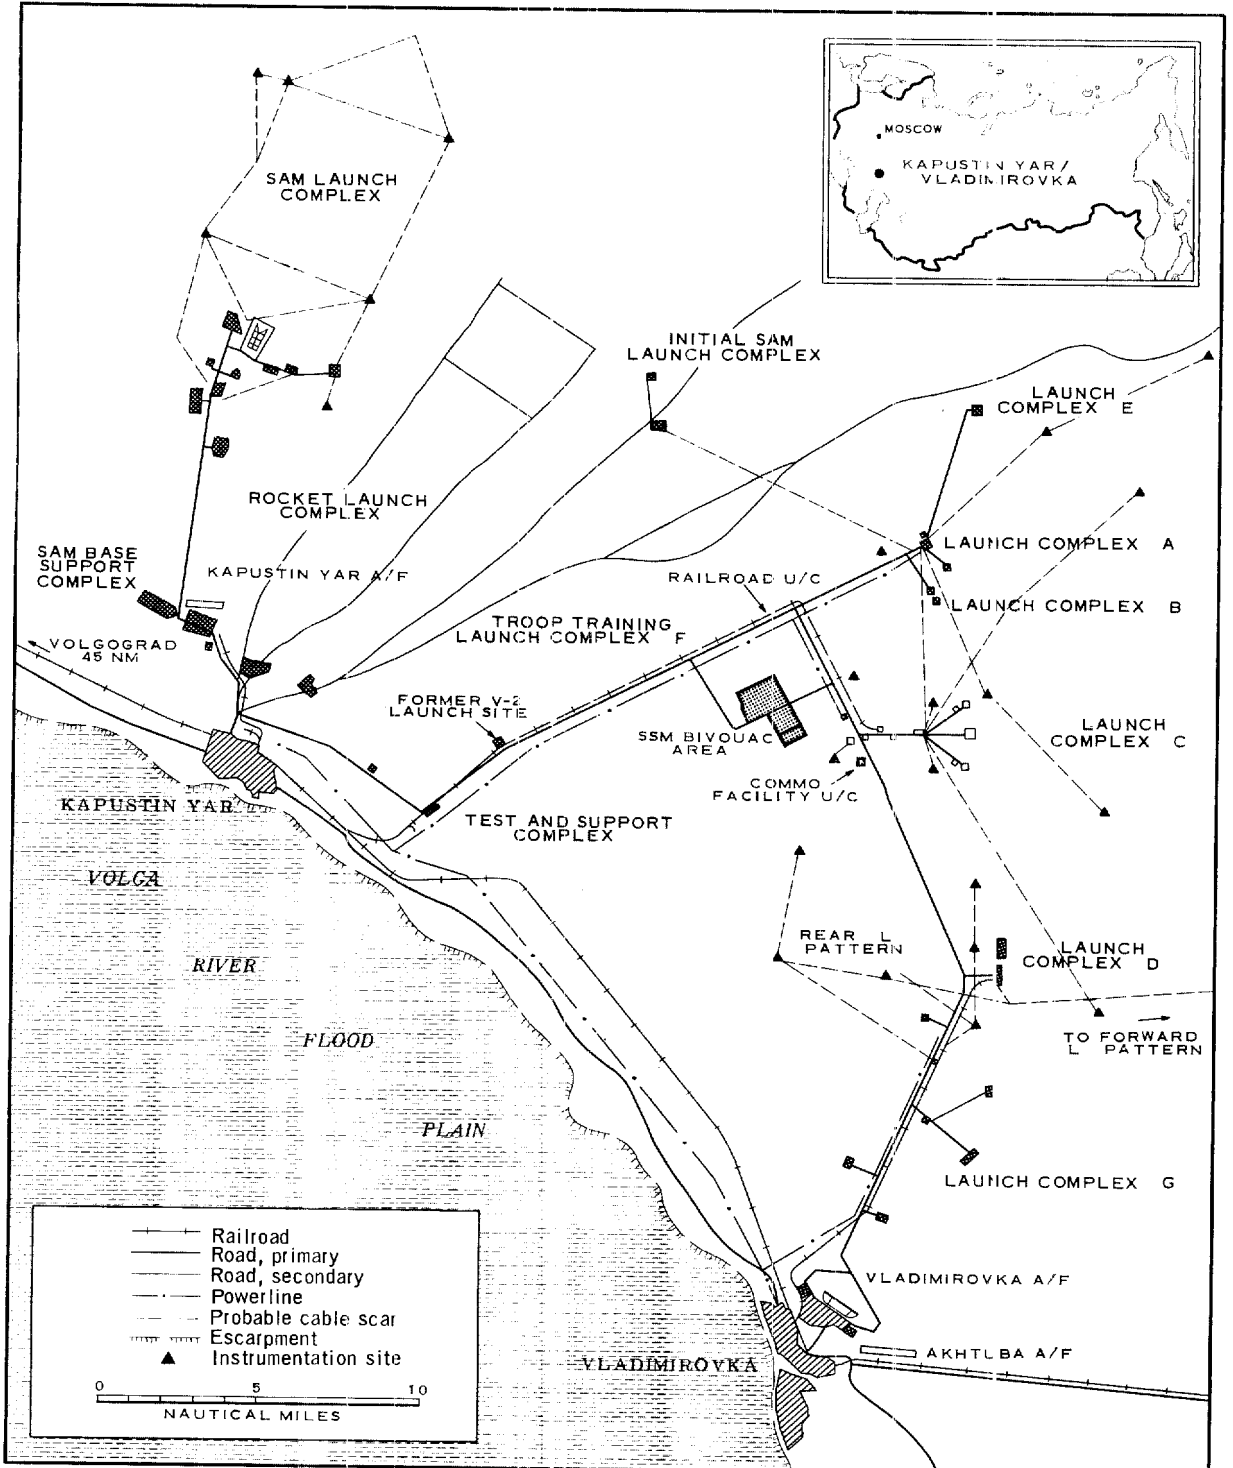 MOSCOW
KAPUSTIN YAR/
VLADIMIROVKA
SAM LAUNCH
COMPLEX
INITIAL SAM
LAUNCH COMPLEX
LAUNCH
COMPLEX E
ROCKET LAUNCH
COMPLEX
SAM BASE
SUPPORT
COMPLEX
KAPUSTIN YAR A/F
LAUNCH COMPLEX A
RAILROAD U/C
LAUNCH COMPLEX B
TROOP TRAINING
LAUNCH COMPLEX F
VOLGOGRAD
45 NM
FORMER V-2
LAUNCH SITE
SSM BIVOUAC
AREA
LAUNCH
COMPLEX C
COMMO
FACILITY U/C
KAPUSTIN YAR
TEST AND SUPPORT
COMPLEX
VOLGA
RIVER
FLOOD
PLAIN
REAR L
PATTERN
LAUNCH
COMPLEX D
TO FORWARD
L PATTERN
LAUNCH COMPLEX G
VLADIMIROVKA A/F
AKHTUBA A/F
VLADIMIROVKA
Railroad
Road, primary
Road, secondary
Powerline
Probable cable scar
Escarpment
Instrumentation site
0 5 10
NAUTICAL MILES